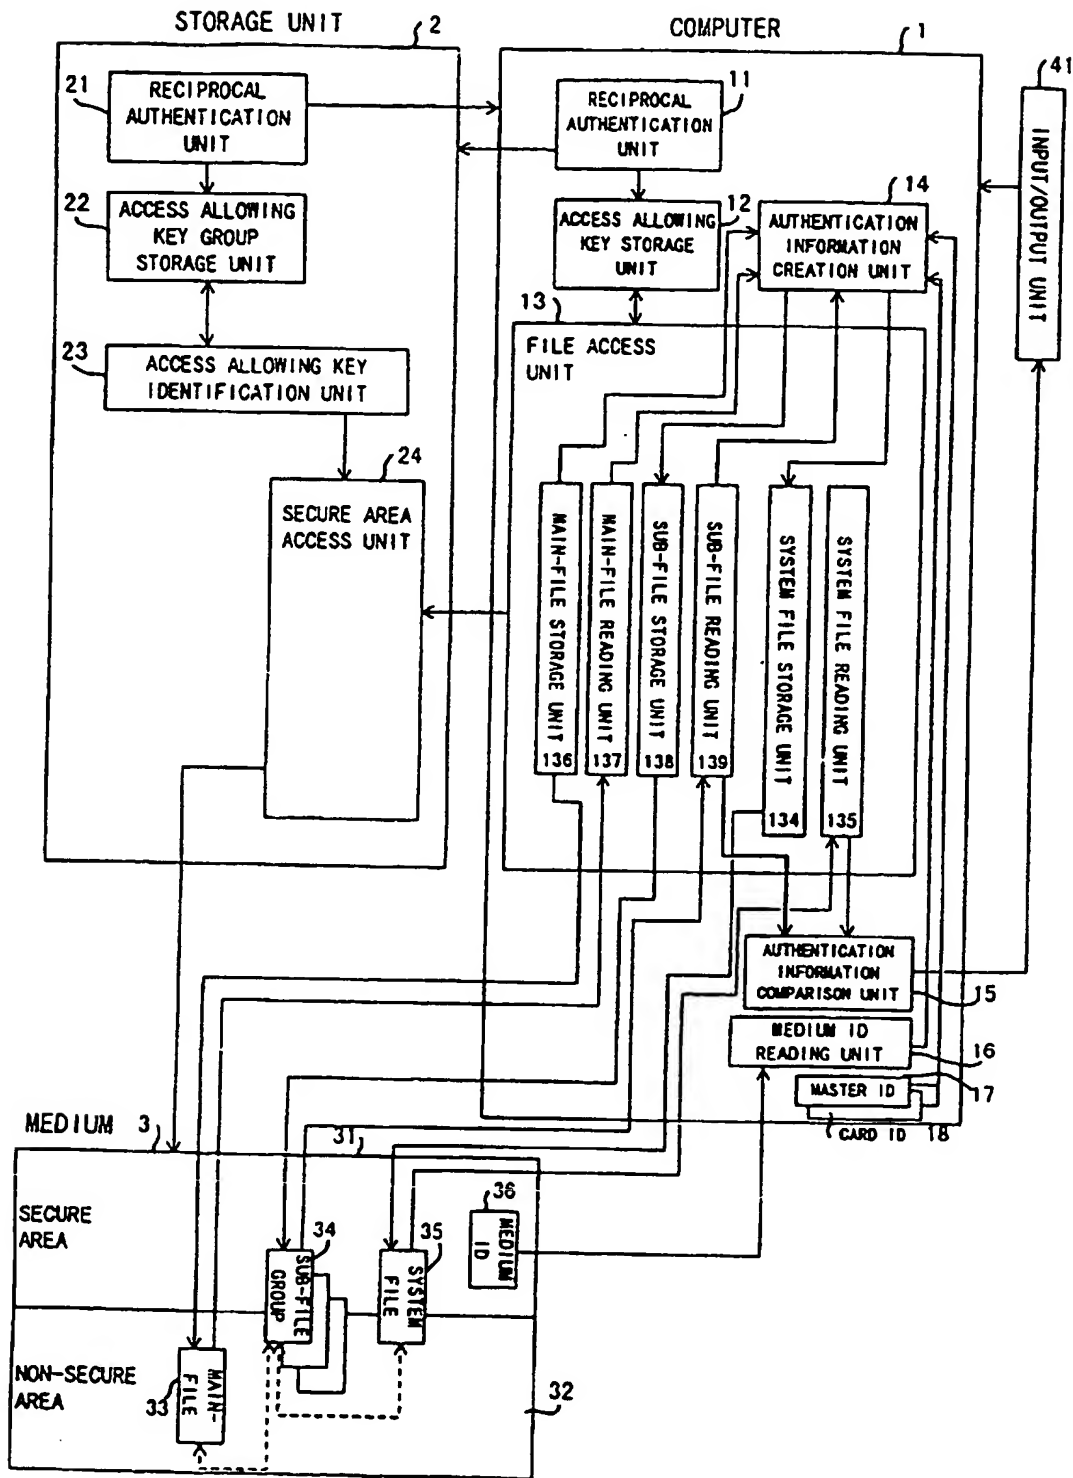 STORAGE UNIT
2
COMPUTER
1
41
21
RECIPROCAL
AUTHENTICATION
UNIT
11
RECIPROCAL
AUTHENTICATION
UNIT
INPUT/OUTPUT UNIT
22
ACCESS ALLOWING
KEY GROUP
STORAGE UNIT
12
ACCESS ALLOWING
KEY STORAGE
UNIT
14
AUTHENTICATION
INFORMATION
CREATION UNIT
13
FILE ACCESS
UNIT
23
ACCESS ALLOWING KEY
IDENTIFICATION UNIT
24
SECURE AREA
ACCESS UNIT
MAIN-FILE STORAGE UNIT
136
MAIN-FILE READING UNIT
137
SUB-FILE STORAGE UNIT
138
SUB-FILE READING UNIT
139
SYSTEM FILE STORAGE UNIT
134
SYSTEM FILE READING UNIT
135
AUTHENTICATION
INFORMATION
COMPARISON UNIT
15
MEDIUM ID
READING UNIT
16
MASTER ID
17
CARD ID
18
MEDIUM
3
31
SECURE
AREA
34
SUB-FILE
GROUP
35
SYSTEM
FILE
36
MEDIUM
ID
NON-SECURE
AREA
33
MAIN-
FILE
32